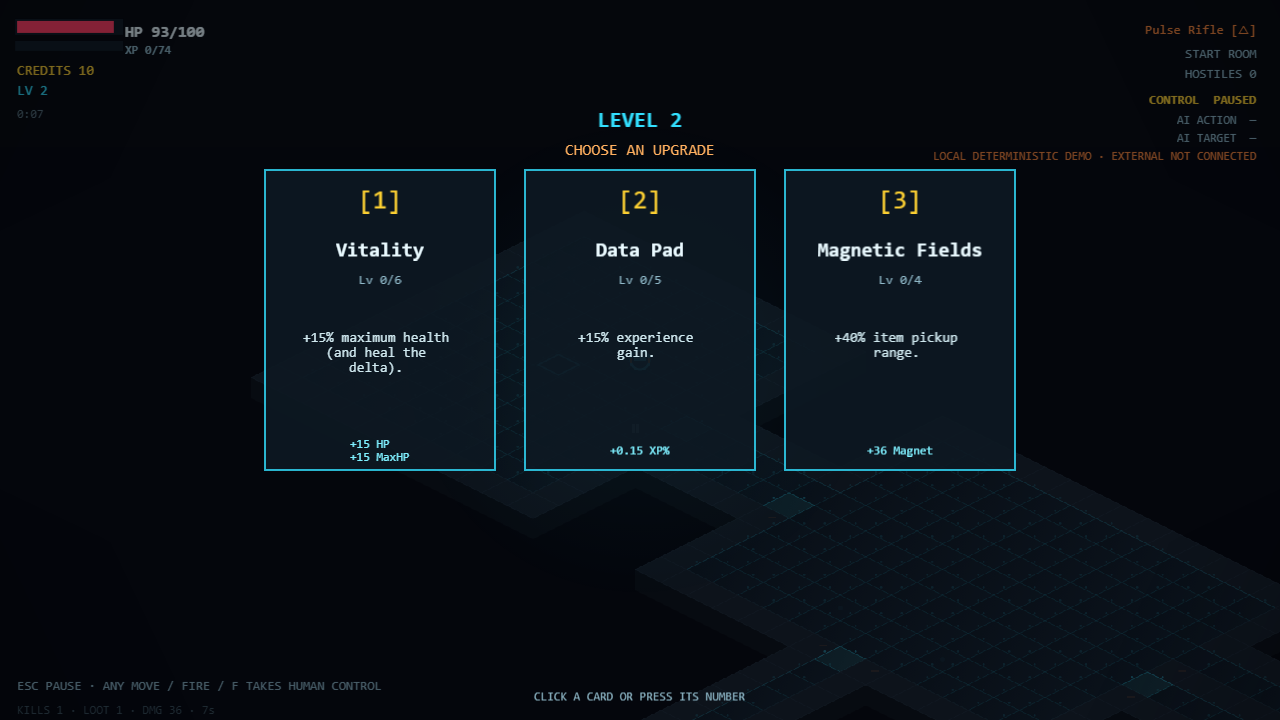 HP 93/100
XP 0/74
CREDITS 10
LV 2
0:07
Pulse Rifle [△]
START ROOM
HOSTILES 0
CONTROL PAUSED
AI ACTION —
AI TARGET —
LOCAL DETERMINISTIC DEMO · EXTERNAL NOT CONNECTED
LEVEL 2
CHOOSE AN UPGRADE
[1]
Vitality
Lv 0/6
+15% maximum health
(and heal the
delta).
+15 HP
+15 MaxHP
[2]
Data Pad
Lv 0/5
+15% experience
gain.
+0.15 XP%
[3]
Magnetic Fields
Lv 0/4
+40% item pickup
range.
+36 Magnet
ESC PAUSE · ANY MOVE / FIRE / F TAKES HUMAN CONTROL
KILLS 1 · LOOT 1 · DMG 36 · 7s
CLICK A CARD OR PRESS ITS NUMBER